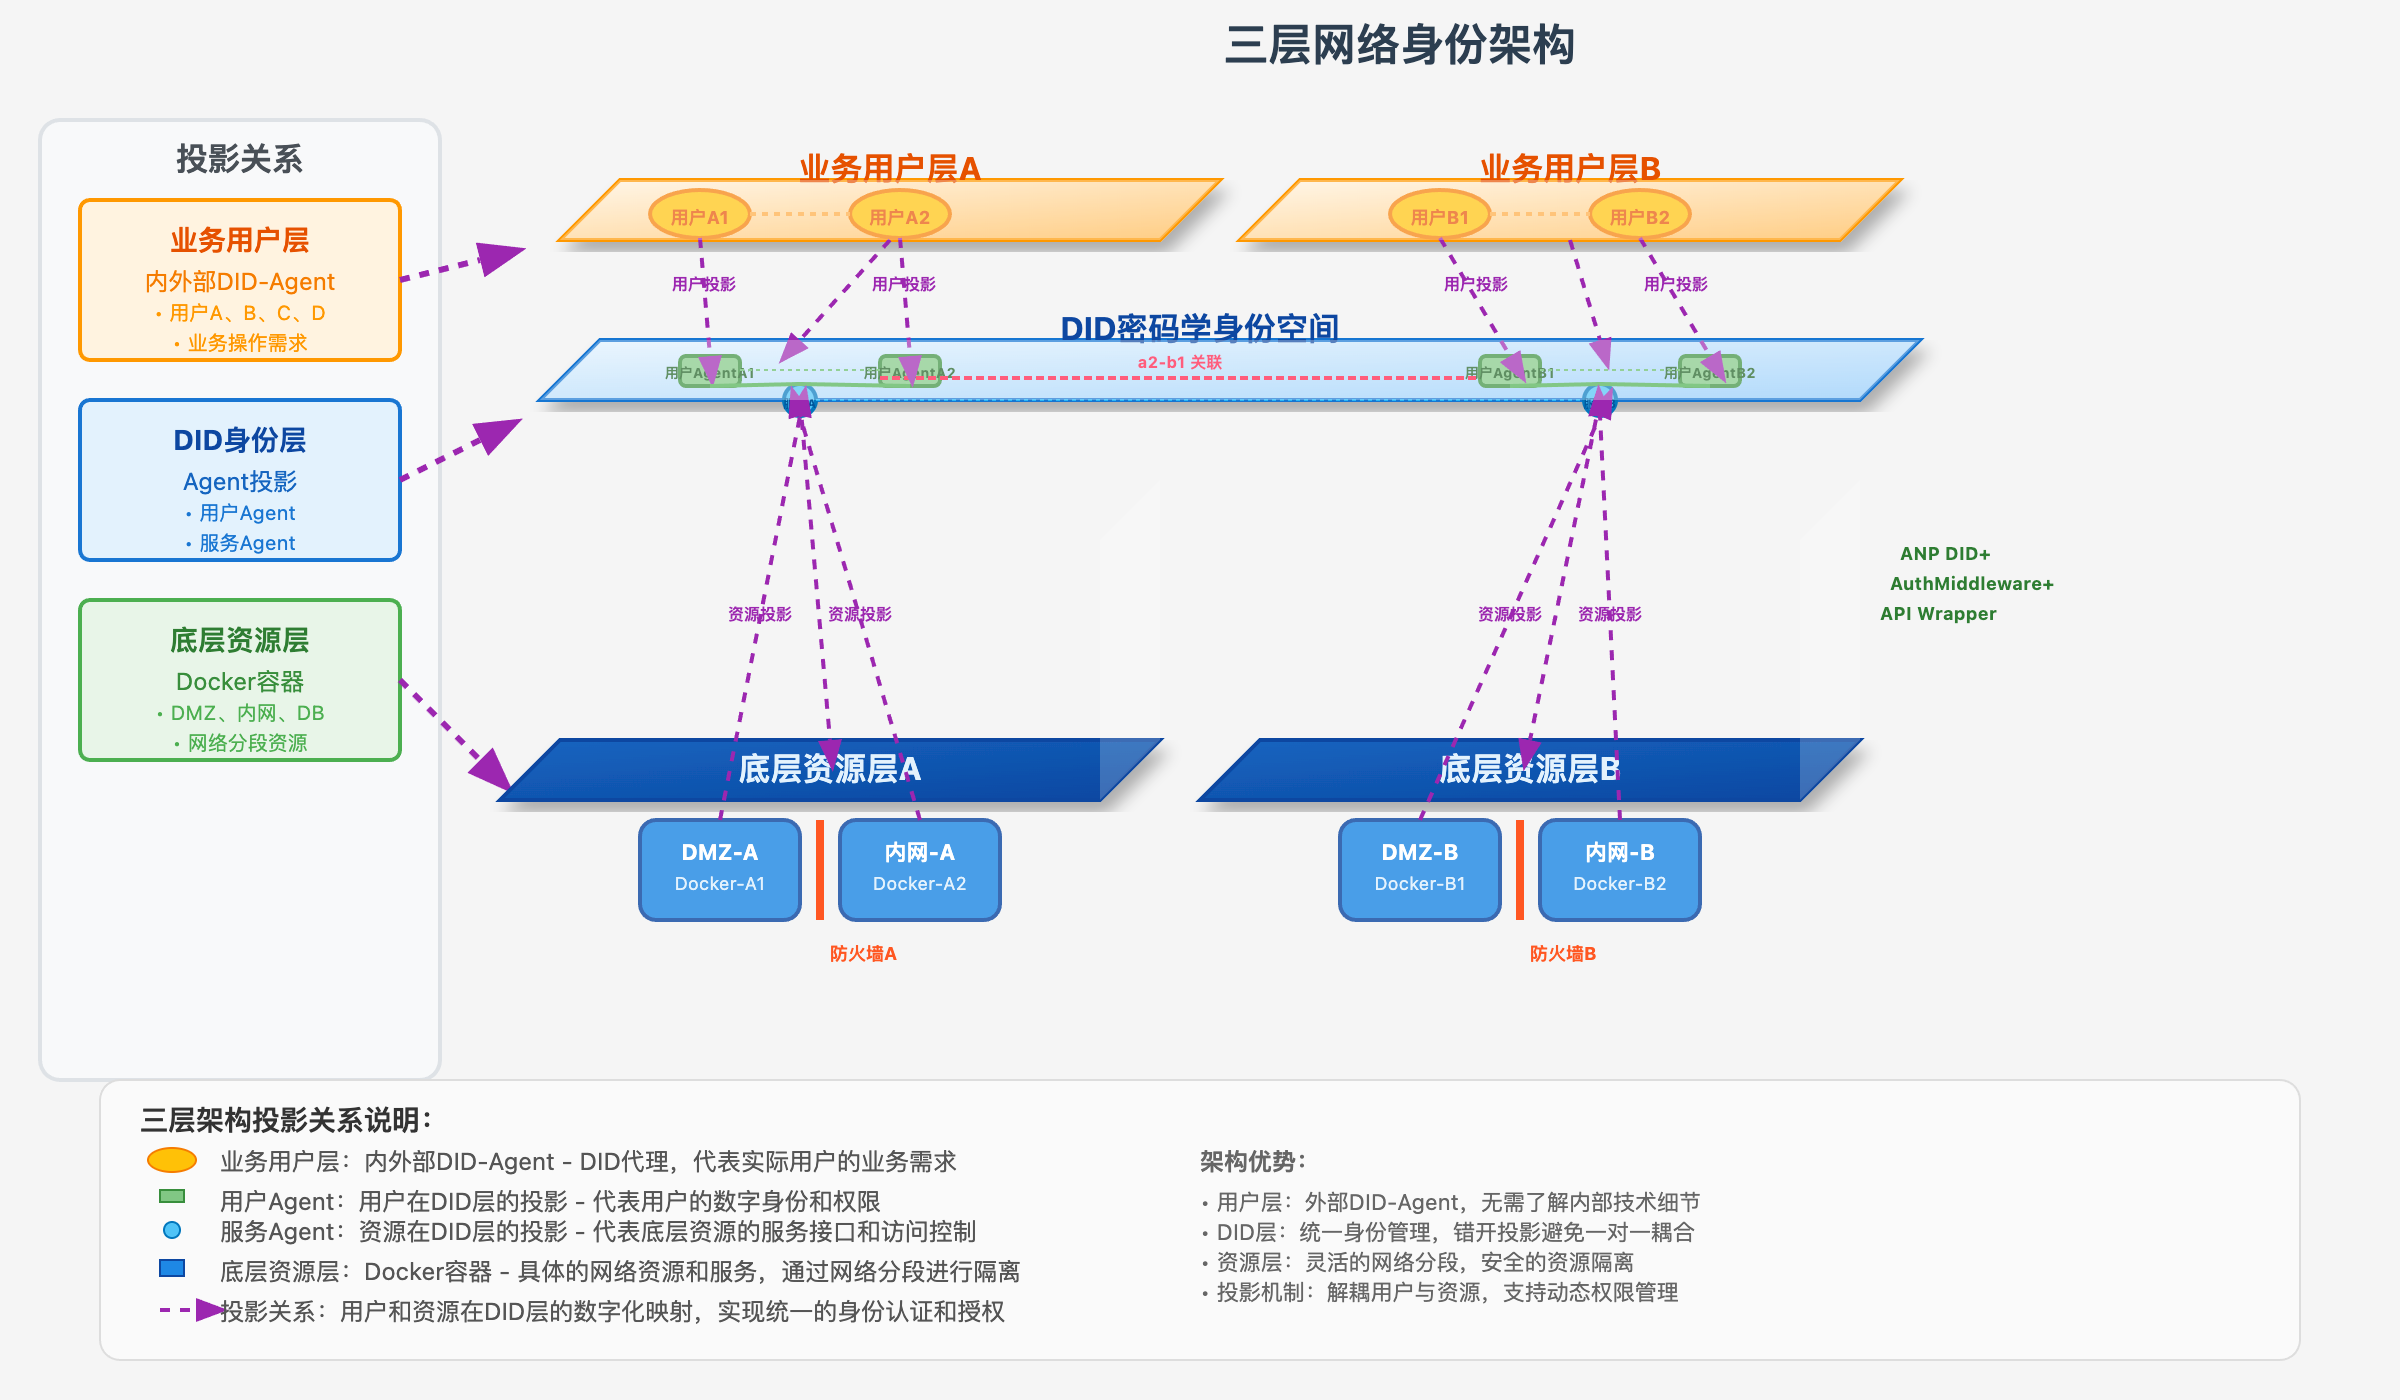 三层网络身份架构
投影关系
业务用户层
内外部DID-Agent
• 用户A、B、C、D
• 业务操作需求
DID身份层
Agent投影
• 用户Agent
• 服务Agent
底层资源层
Docker容器
• DMZ、内网、DB
• 网络分段资源
业务用户层A
用户A1
用户A2
业务用户层B
用户B1
用户B2
用户投影
用户投影
用户投影
用户投影
DID密码学身份空间
a2-b1 关联
用户AgentA1
用户AgentA2
用户AgentB1
用户AgentB2
资源投影
资源投影
资源投影
资源投影
ANP DID+
AuthMiddleware+
API Wrapper
底层资源层A
底层资源层B
DMZ-A
Docker-A1
内网-A
Docker-A2
DMZ-B
Docker-B1
内网-B
Docker-B2
防火墙A
防火墙B
三层架构投影关系说明：
业务用户层：内外部DID-Agent - DID代理，代表实际用户的业务需求
用户Agent：用户在DID层的投影 - 代表用户的数字身份和权限
服务Agent：资源在DID层的投影 - 代表底层资源的服务接口和访问控制
底层资源层：Docker容器 - 具体的网络资源和服务，通过网络分段进行隔离
投影关系：用户和资源在DID层的数字化映射，实现统一的身份认证和授权
架构优势：
• 用户层：外部DID-Agent，无需了解内部技术细节
• DID层：统一身份管理，错开投影避免一对一耦合
• 资源层：灵活的网络分段，安全的资源隔离
• 投影机制：解耦用户与资源，支持动态权限管理